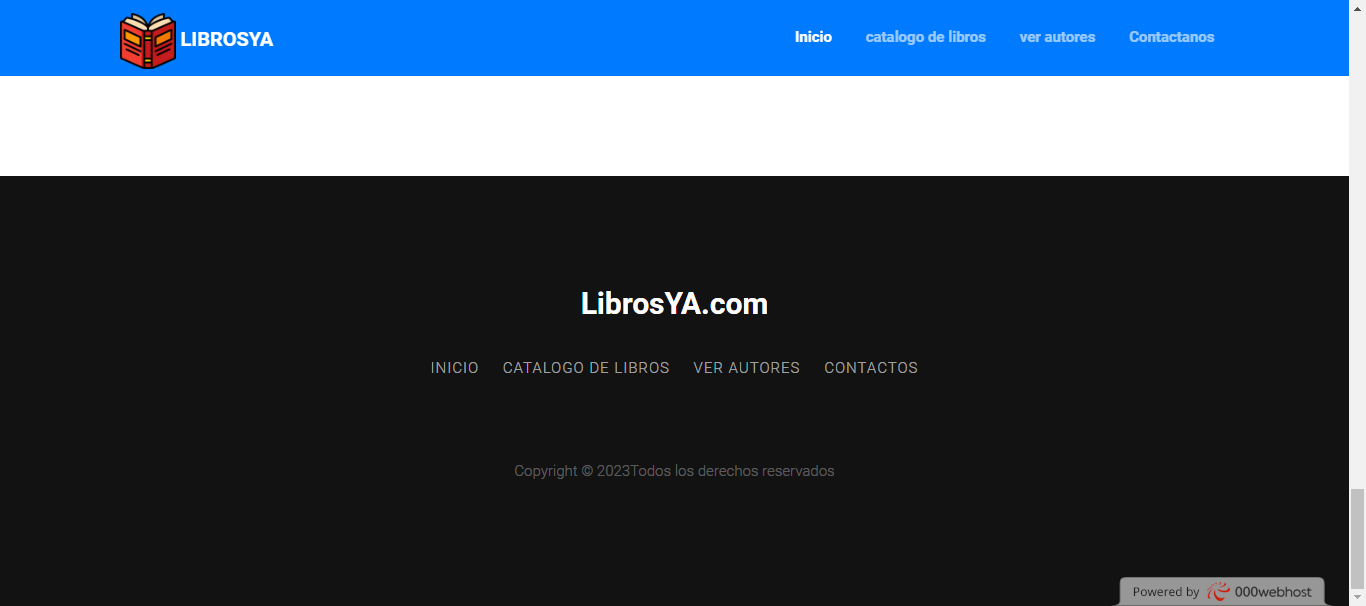 LIBROSYA
Inicio catalogo de libros ver autores Contactanos
LibrosYA.com
INICIO CATALOGO DE LIBROS VER AUTORES CONTACTOS
Copyright © 2023Todos los derechos reservados
Powered by 000webhost